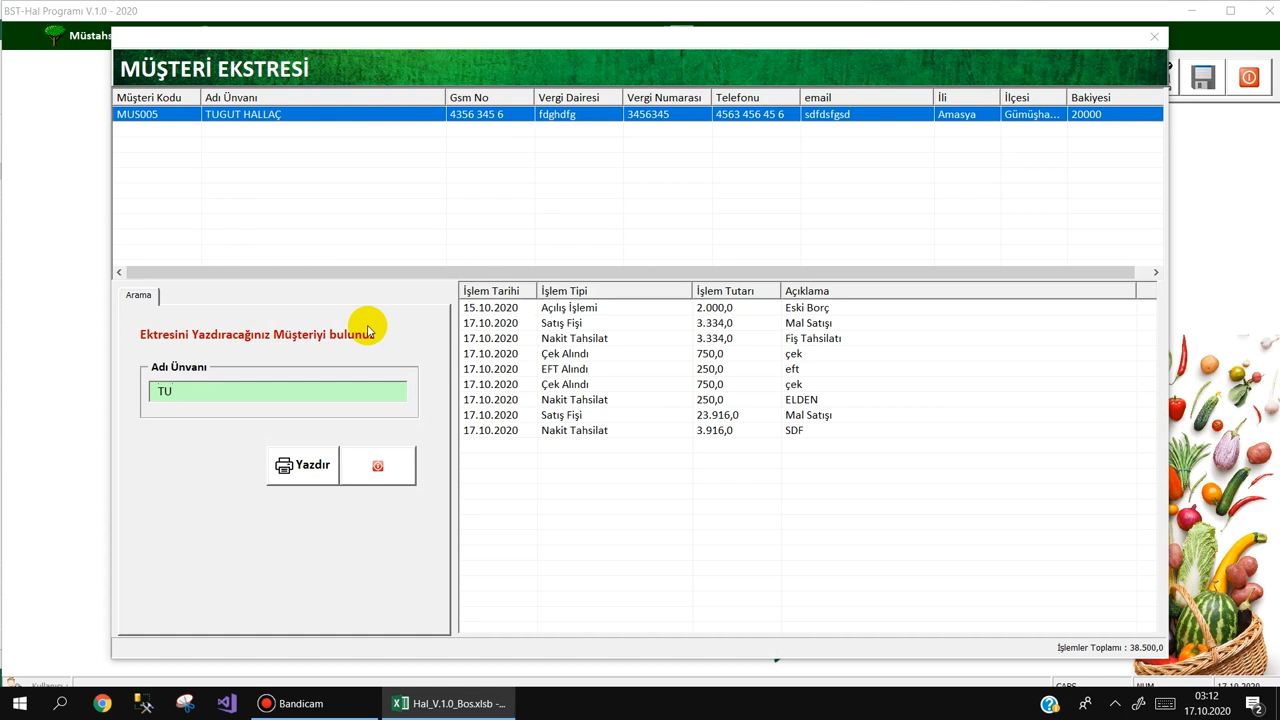 BST-Hal Programı V.1.0 - 2020
Müstahs
MÜŞTERİ EKSTRESİ
Müşteri Kodu Adı Ünvanı Gsm No Vergi Dairesi Vergi Numarası Telefonu email İli İlçesi Bakiyesi
MUS005 TUGUT HALLAÇ 4356 345 6 fdghdfg 3456345 4563 456 45 6 sdfdsfgsd Amasya Gümüşha... 20000
Arama
Ektresini Yazdıracağınız Müşteriyi bulunuz
Adı Ünvanı
TU
Yazdır
İşlem Tarihi İşlem Tipi İşlem Tutarı Açıklama
15.10.2020 Açılış İşlemi 2.000,0 Eski Borç
17.10.2020 Satış Fişi 3.334,0 Mal Satışı
17.10.2020 Nakit Tahsilat 3.334,0 Fiş Tahsilatı
17.10.2020 Çek Alındı 750,0 çek
17.10.2020 EFT Alındı 250,0 eft
17.10.2020 Çek Alındı 750,0 çek
17.10.2020 Nakit Tahsilat 250,0 ELDEN
17.10.2020 Satış Fişi 23.916,0 Mal Satışı
17.10.2020 Nakit Tahsilat 3.916,0 SDF
İşlemler Toplamı : 38.500,0
Kullanıcı : CAPS NUM 17.10.2020
Bandicam
Hal_V.1.0_Bos.xlsb -...
03:12
17.10.2020
2